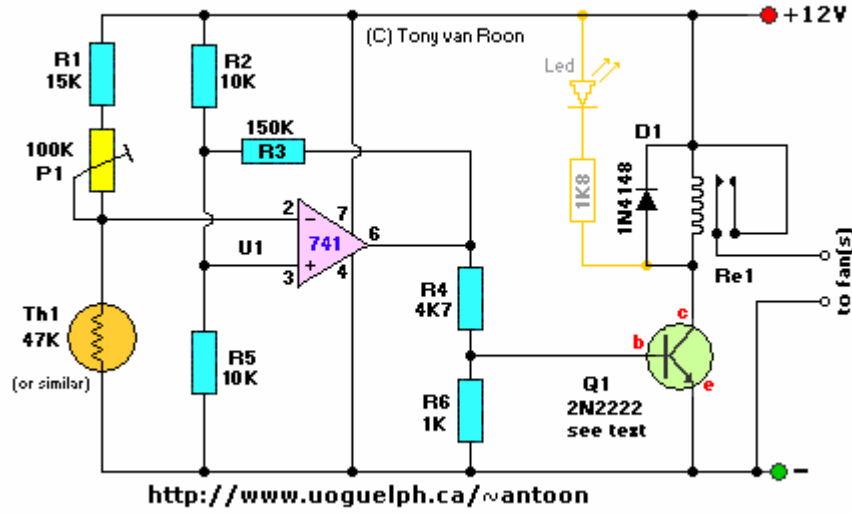 +12V
(C) Tony van Roon
R1
15K
R2
10K
Led
150K
R3
D1
100K
P1
1K8
1N4148
2
7
U1
741
6
3
4
Re1
to fan(s)
Th1
47K
(or similar)
R4
4K7
c
b
e
R5
10K
R6
1K
Q1
2N2222
see text
-
+
-
http://www.uoguelph.ca/~antoon